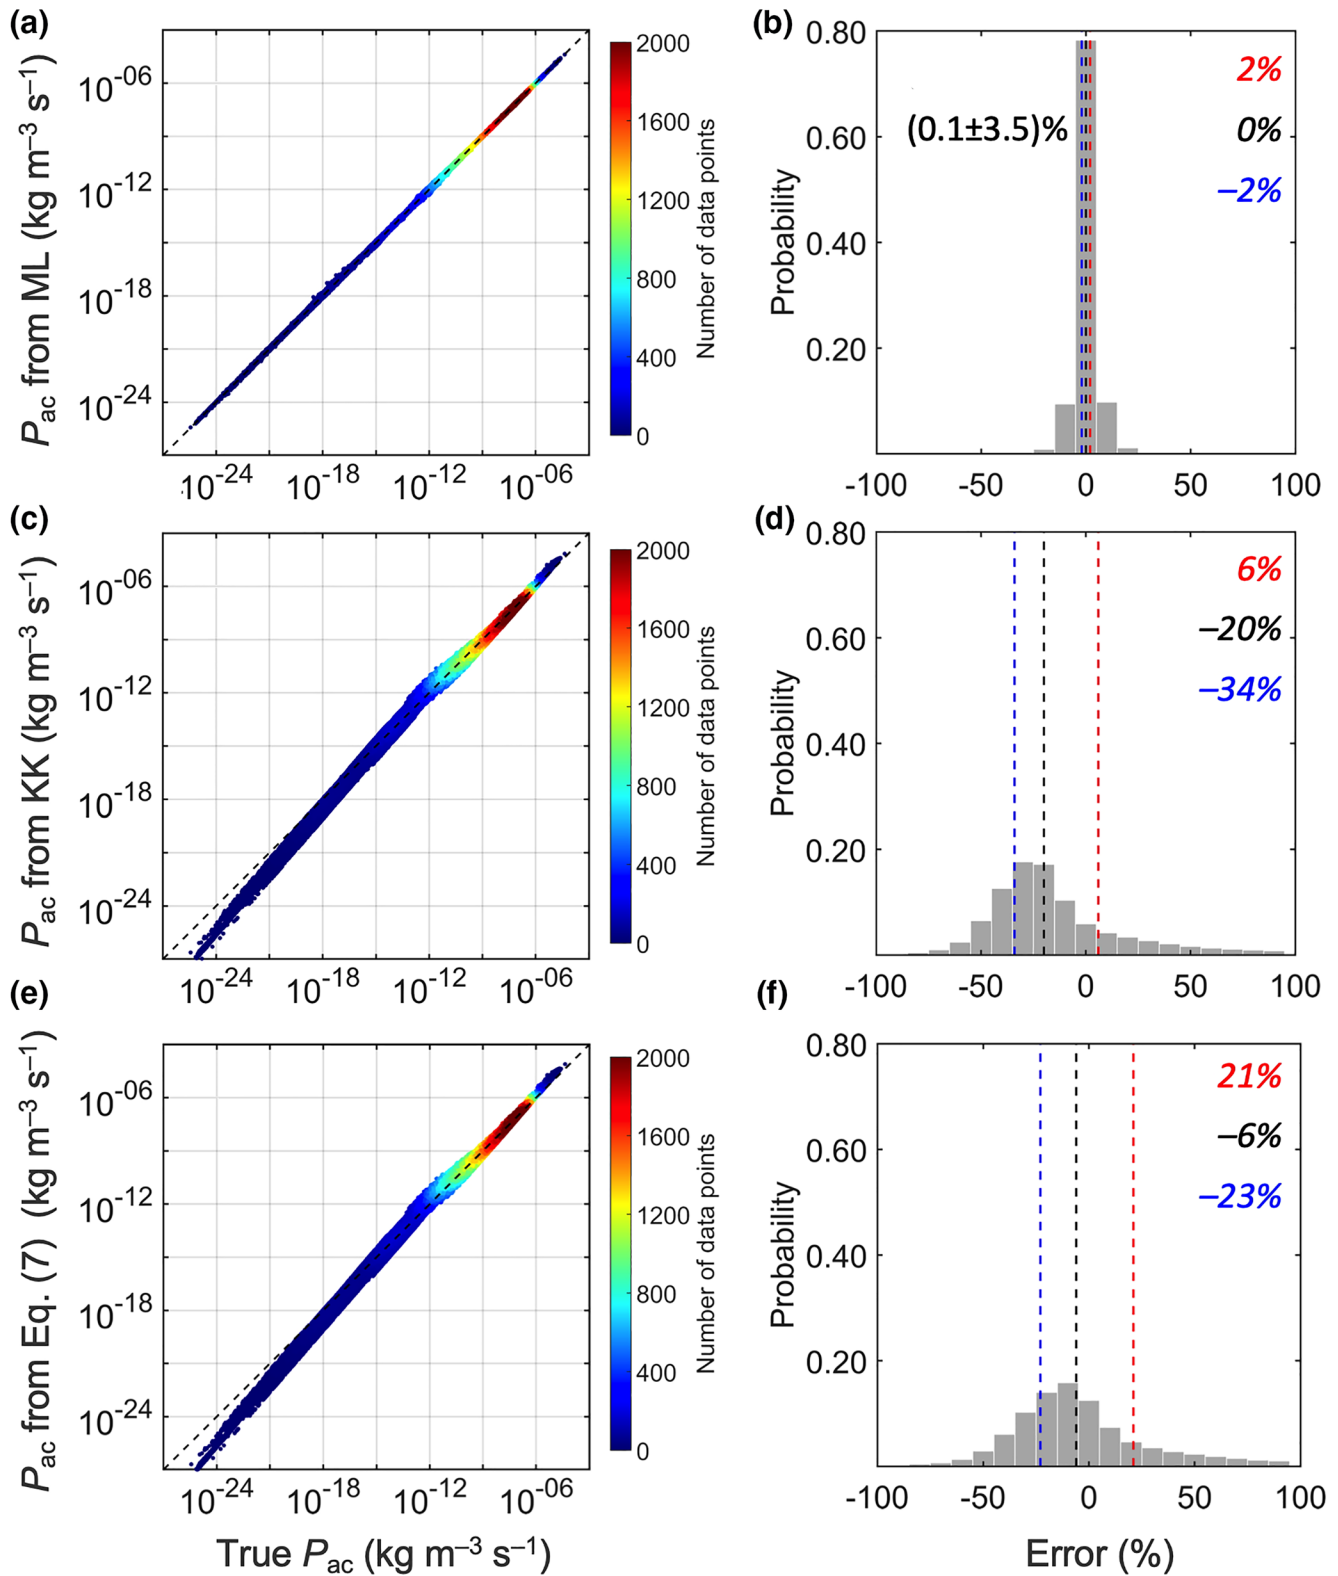 (a)
P_ac from ML (kg m⁻³ s⁻¹)
10⁻⁰⁶
10⁻¹²
10⁻¹⁸
10⁻²⁴
10⁻²⁴ 10⁻¹⁸ 10⁻¹² 10⁻⁰⁶
2000
1600
1200
800
400
0
Number of data points
(b)
Probability
0.80
0.60
0.40
0.20
(0.1±3.5)%
2%
0%
–2%
-100 -50 0 50 100
(c)
P_ac from KK (kg m⁻³ s⁻¹)
10⁻⁰⁶
10⁻¹²
10⁻¹⁸
10⁻²⁴
10⁻²⁴ 10⁻¹⁸ 10⁻¹² 10⁻⁰⁶
2000
1600
1200
800
400
0
Number of data points
(d)
Probability
0.80
0.60
0.40
0.20
6%
–20%
–34%
-100 -50 0 50 100
(e)
P_ac from Eq. (7) (kg m⁻³ s⁻¹)
10⁻⁰⁶
10⁻¹²
10⁻¹⁸
10⁻²⁴
10⁻²⁴ 10⁻¹⁸ 10⁻¹² 10⁻⁰⁶
True P_ac (kg m⁻³ s⁻¹)
2000
1600
1200
800
400
0
Number of data points
(f)
Probability
0.80
0.60
0.40
0.20
21%
–6%
–23%
-100 -50 0 50 100
Error (%)